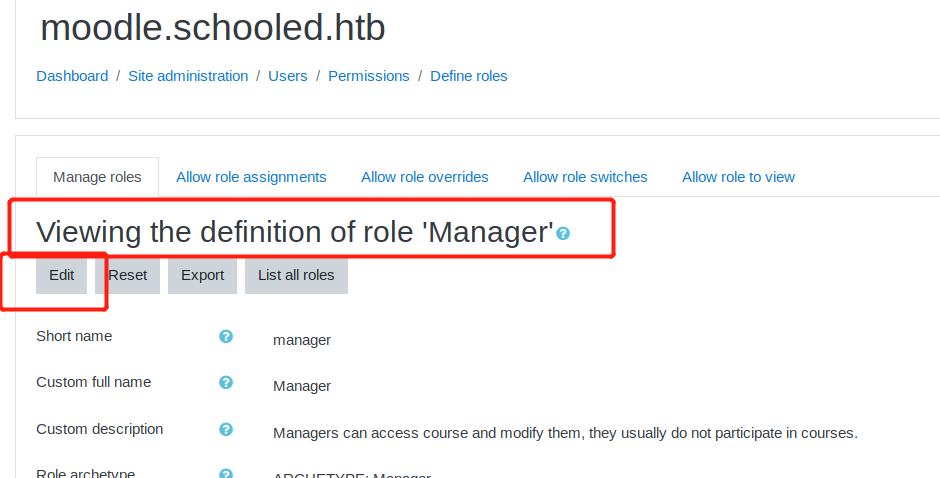 moodle.schooled.htb
Dashboard / Site administration / Users / Permissions / Define roles
Manage roles Allow role assignments Allow role overrides Allow role switches Allow role to view
Viewing the definition of role 'Manager' ?
Edit Reset Export List all roles
Short name ? manager
Custom full name ? Manager
Custom description ? Managers can access course and modify them, they usually do not participate in courses.
Role archetype ? ARCHETYPE: Manager